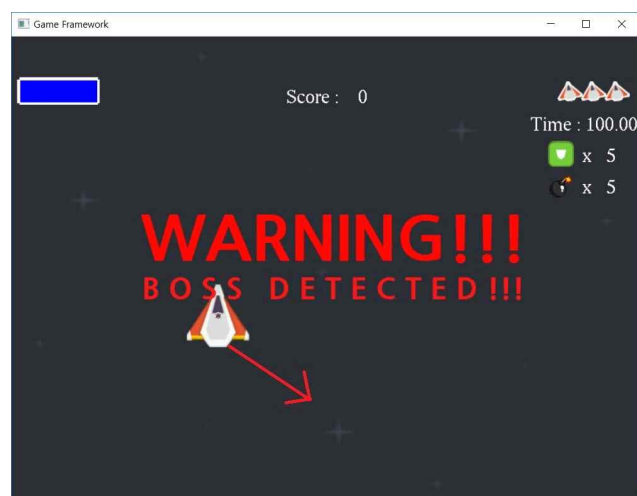 Game Framework
Score : 0
Time : 100.00
x 5
x 5
WARNING!!!
BOSS DETECTED!!!